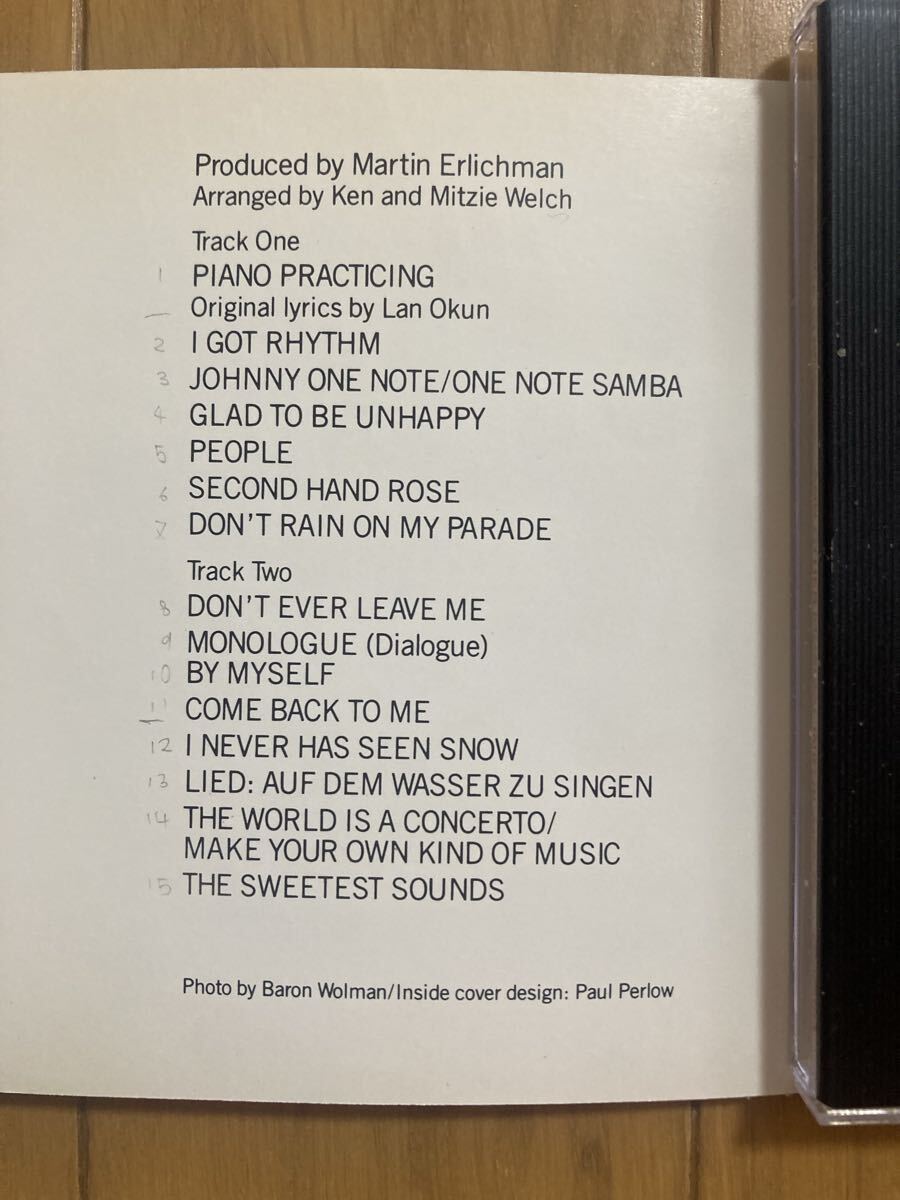 Produced by Martin Erlichman
Arranged by Ken and Mitzie Welch
Track One
1 PIANO PRACTICING
Original lyrics by Lan Okun
2 I GOT RHYTHM
3 JOHNNY ONE NOTE/ONE NOTE SAMBA
4 GLAD TO BE UNHAPPY
5 PEOPLE
6 SECOND HAND ROSE
7 DON'T RAIN ON MY PARADE
Track Two
8 DON'T EVER LEAVE ME
9 MONOLOGUE (Dialogue)
10 BY MYSELF
11 COME BACK TO ME
12 I NEVER HAS SEEN SNOW
13 LIED: AUF DEM WASSER ZU SINGEN
14 THE WORLD IS A CONCERTO/
MAKE YOUR OWN KIND OF MUSIC
15 THE SWEETEST SOUNDS
Photo by Baron Wolman/Inside cover design: Paul Perlow